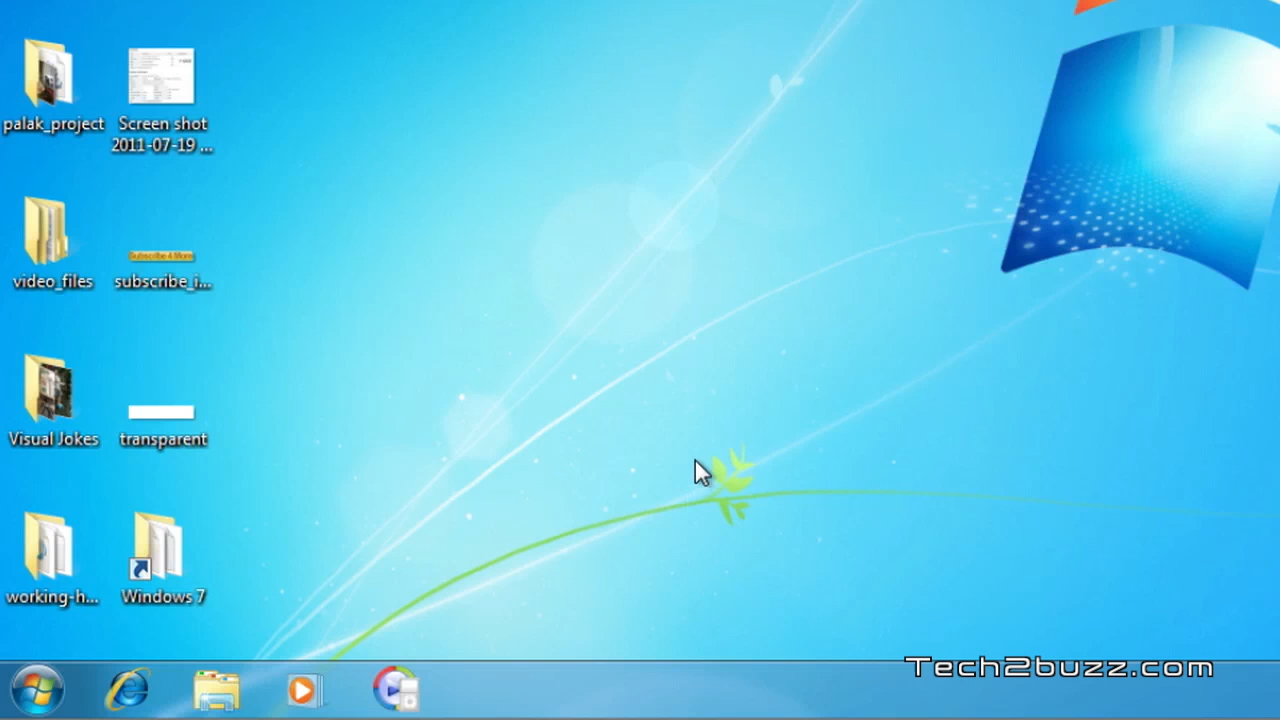 palak_project
Screen shot
2011-07-19 ...
video_files
Subscribe 4 More
subscribe_i...
Visual Jokes
transparent
working-h...
Windows 7
Tech2buzz.com